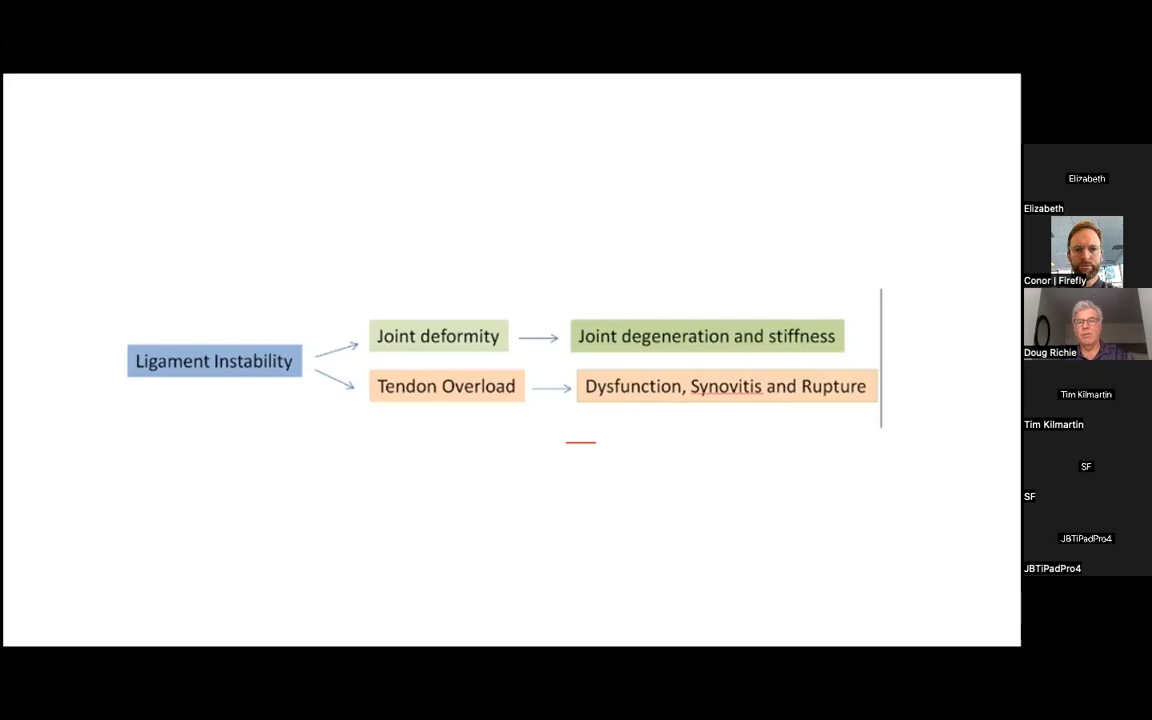 Ligament Instability
Joint deformity
Joint degeneration and stiffness
Tendon Overload
Dysfunction, Synovitis and Rupture
Elizabeth
Elizabeth
Conor | Firefly
Doug Richie
Tim Kilmartin
Tim Kilmartin
SF
SF
JBTiPadPro4
JBTiPadPro4